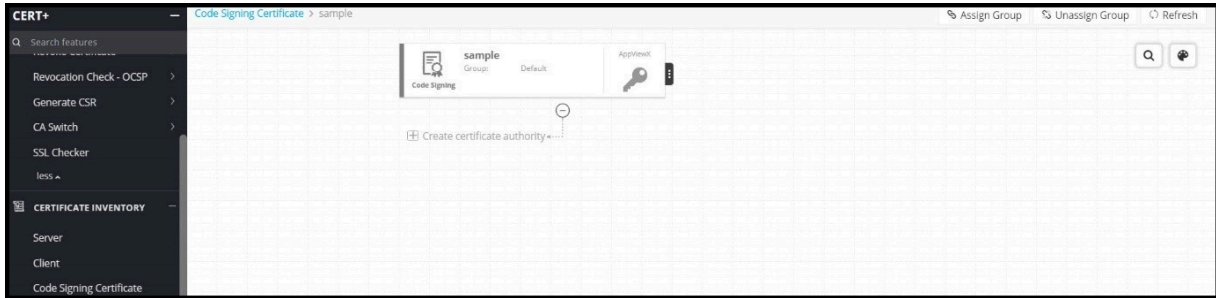 CERT+
Code Signing Certificate > sample
Assign Group
Unassign Group
Refresh
Search features
Revocation Check - OCSP
Generate CSR
CA Switch
SSL Checker
less
CERTIFICATE INVENTORY
Server
Client
Code Signing Certificate
sample
Group: Default
Code Signing
AppViewX
Create certificate authority